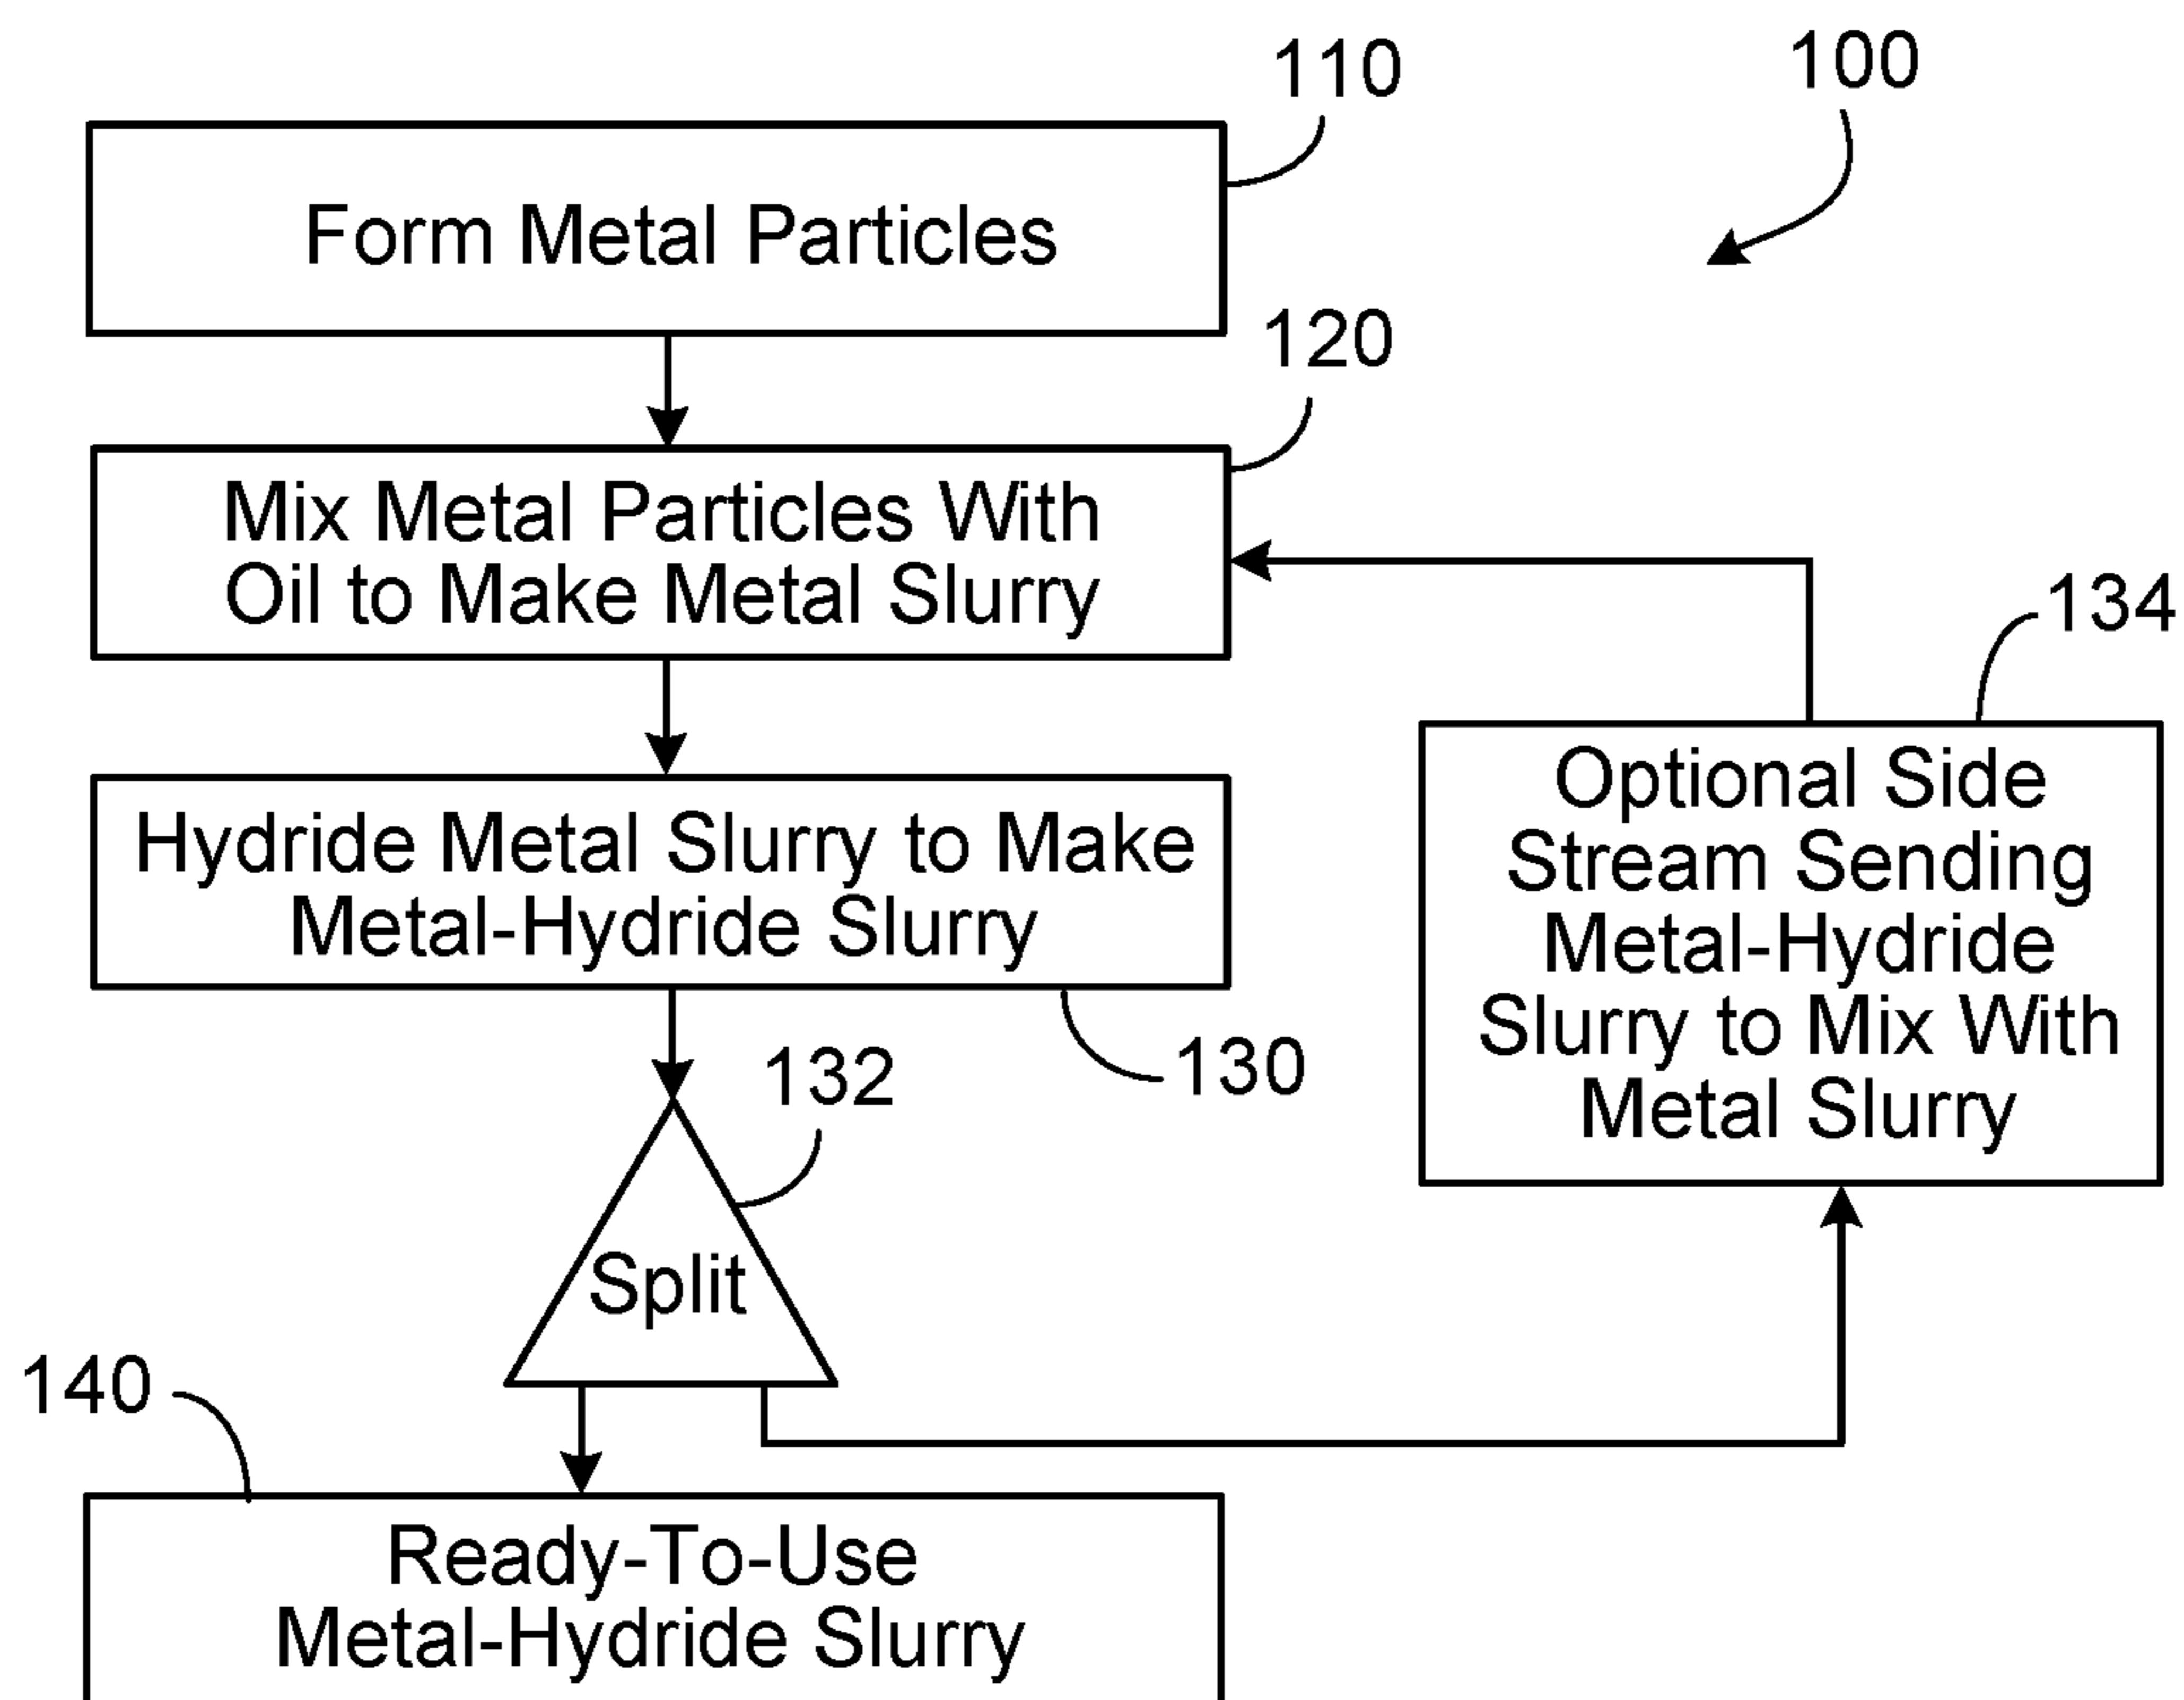 110
100
Form Metal Particles
120
Mix Metal Particles With
Oil to Make Metal Slurry
134
Hydride Metal Slurry to Make
Metal-Hydride Slurry
130
Optional Side
Stream Sending
Metal-Hydride
Slurry to Mix With
Metal Slurry
132
Split
140
Ready-To-Use
Metal-Hydride Slurry